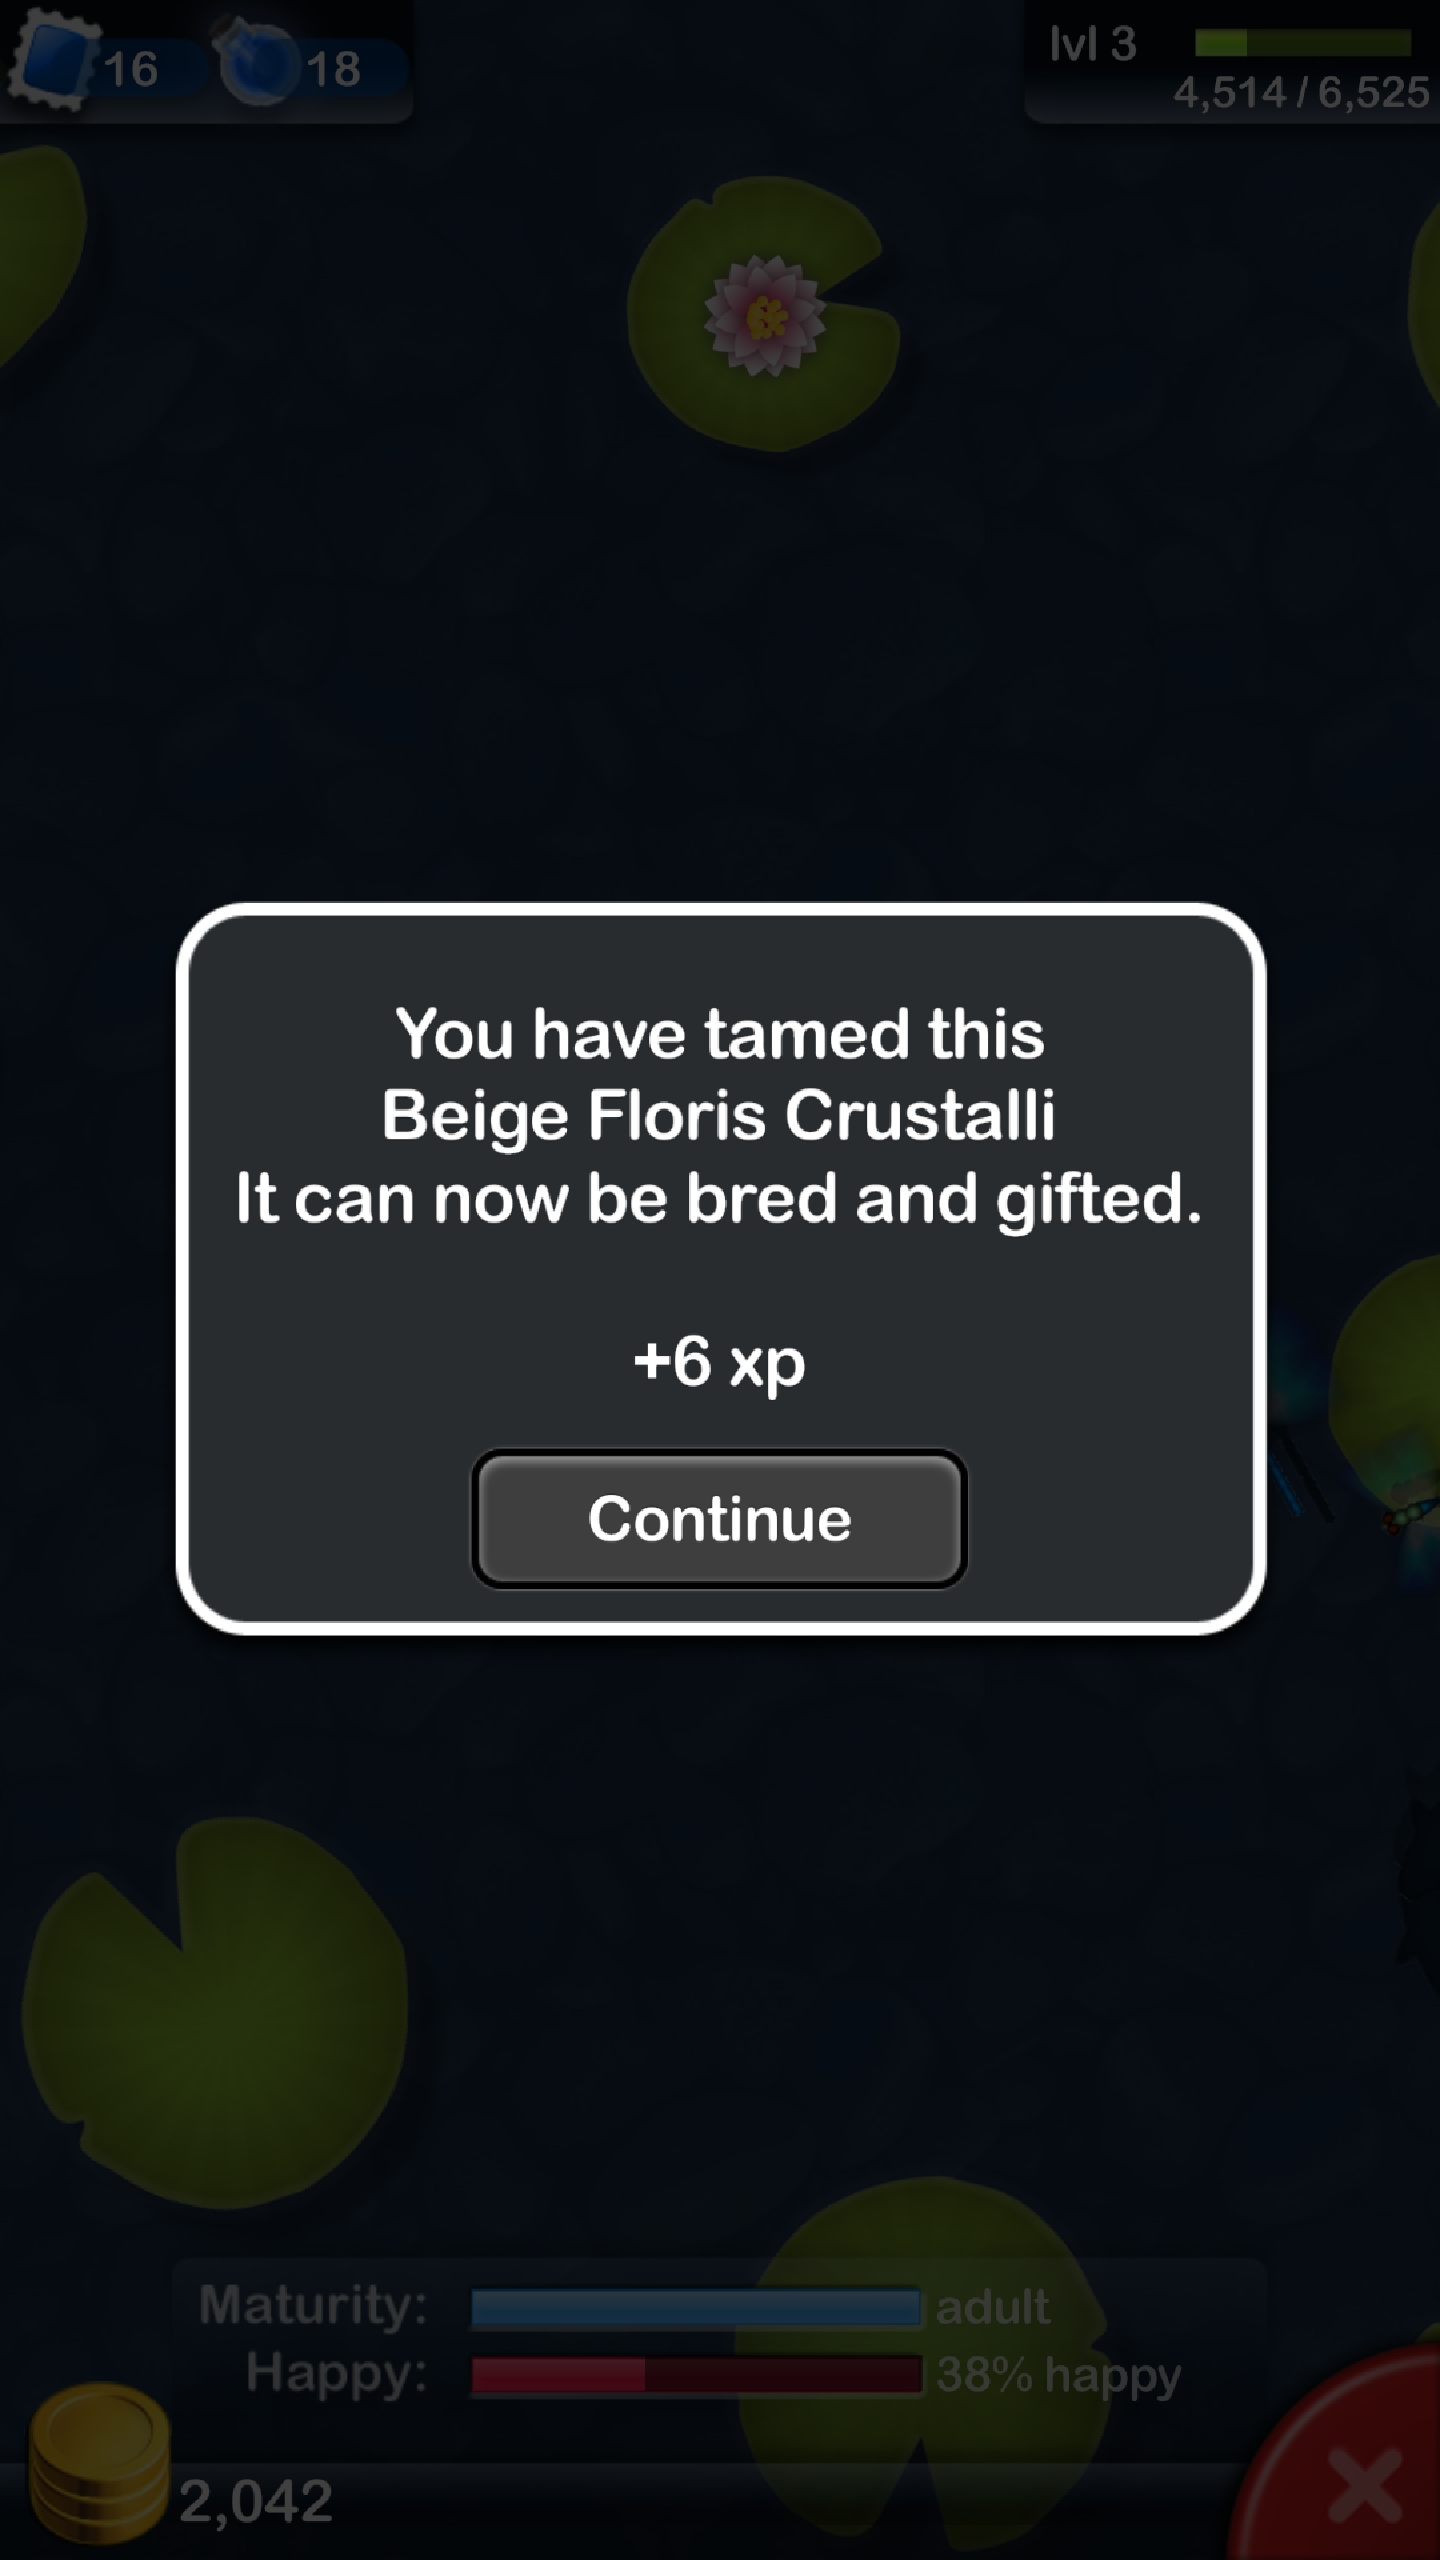 16
18
lvl 3
4,514 / 6,525
You have tamed this
Beige Floris Crustalli
It can now be bred and gifted.
+6 xp
Continue
Maturity: adult
Happy: 38% happy
2,042